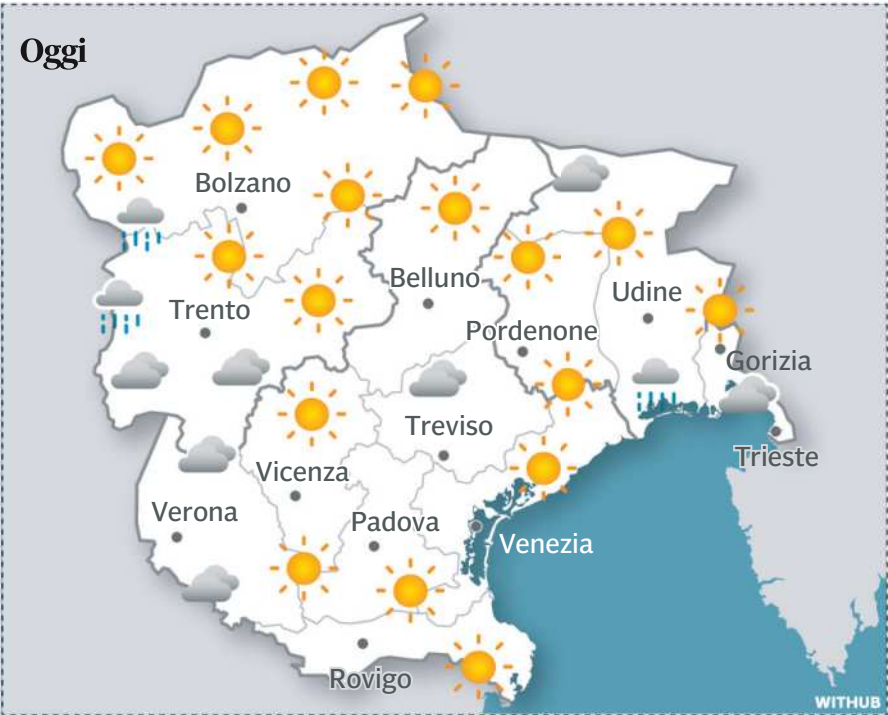 Oggi
Bolzano
Belluno
Udine
Trento
Pordenone
Gorizia
Treviso
Trieste
Vicenza
Verona
Padova
Venezia
Rovigo
WITHUB